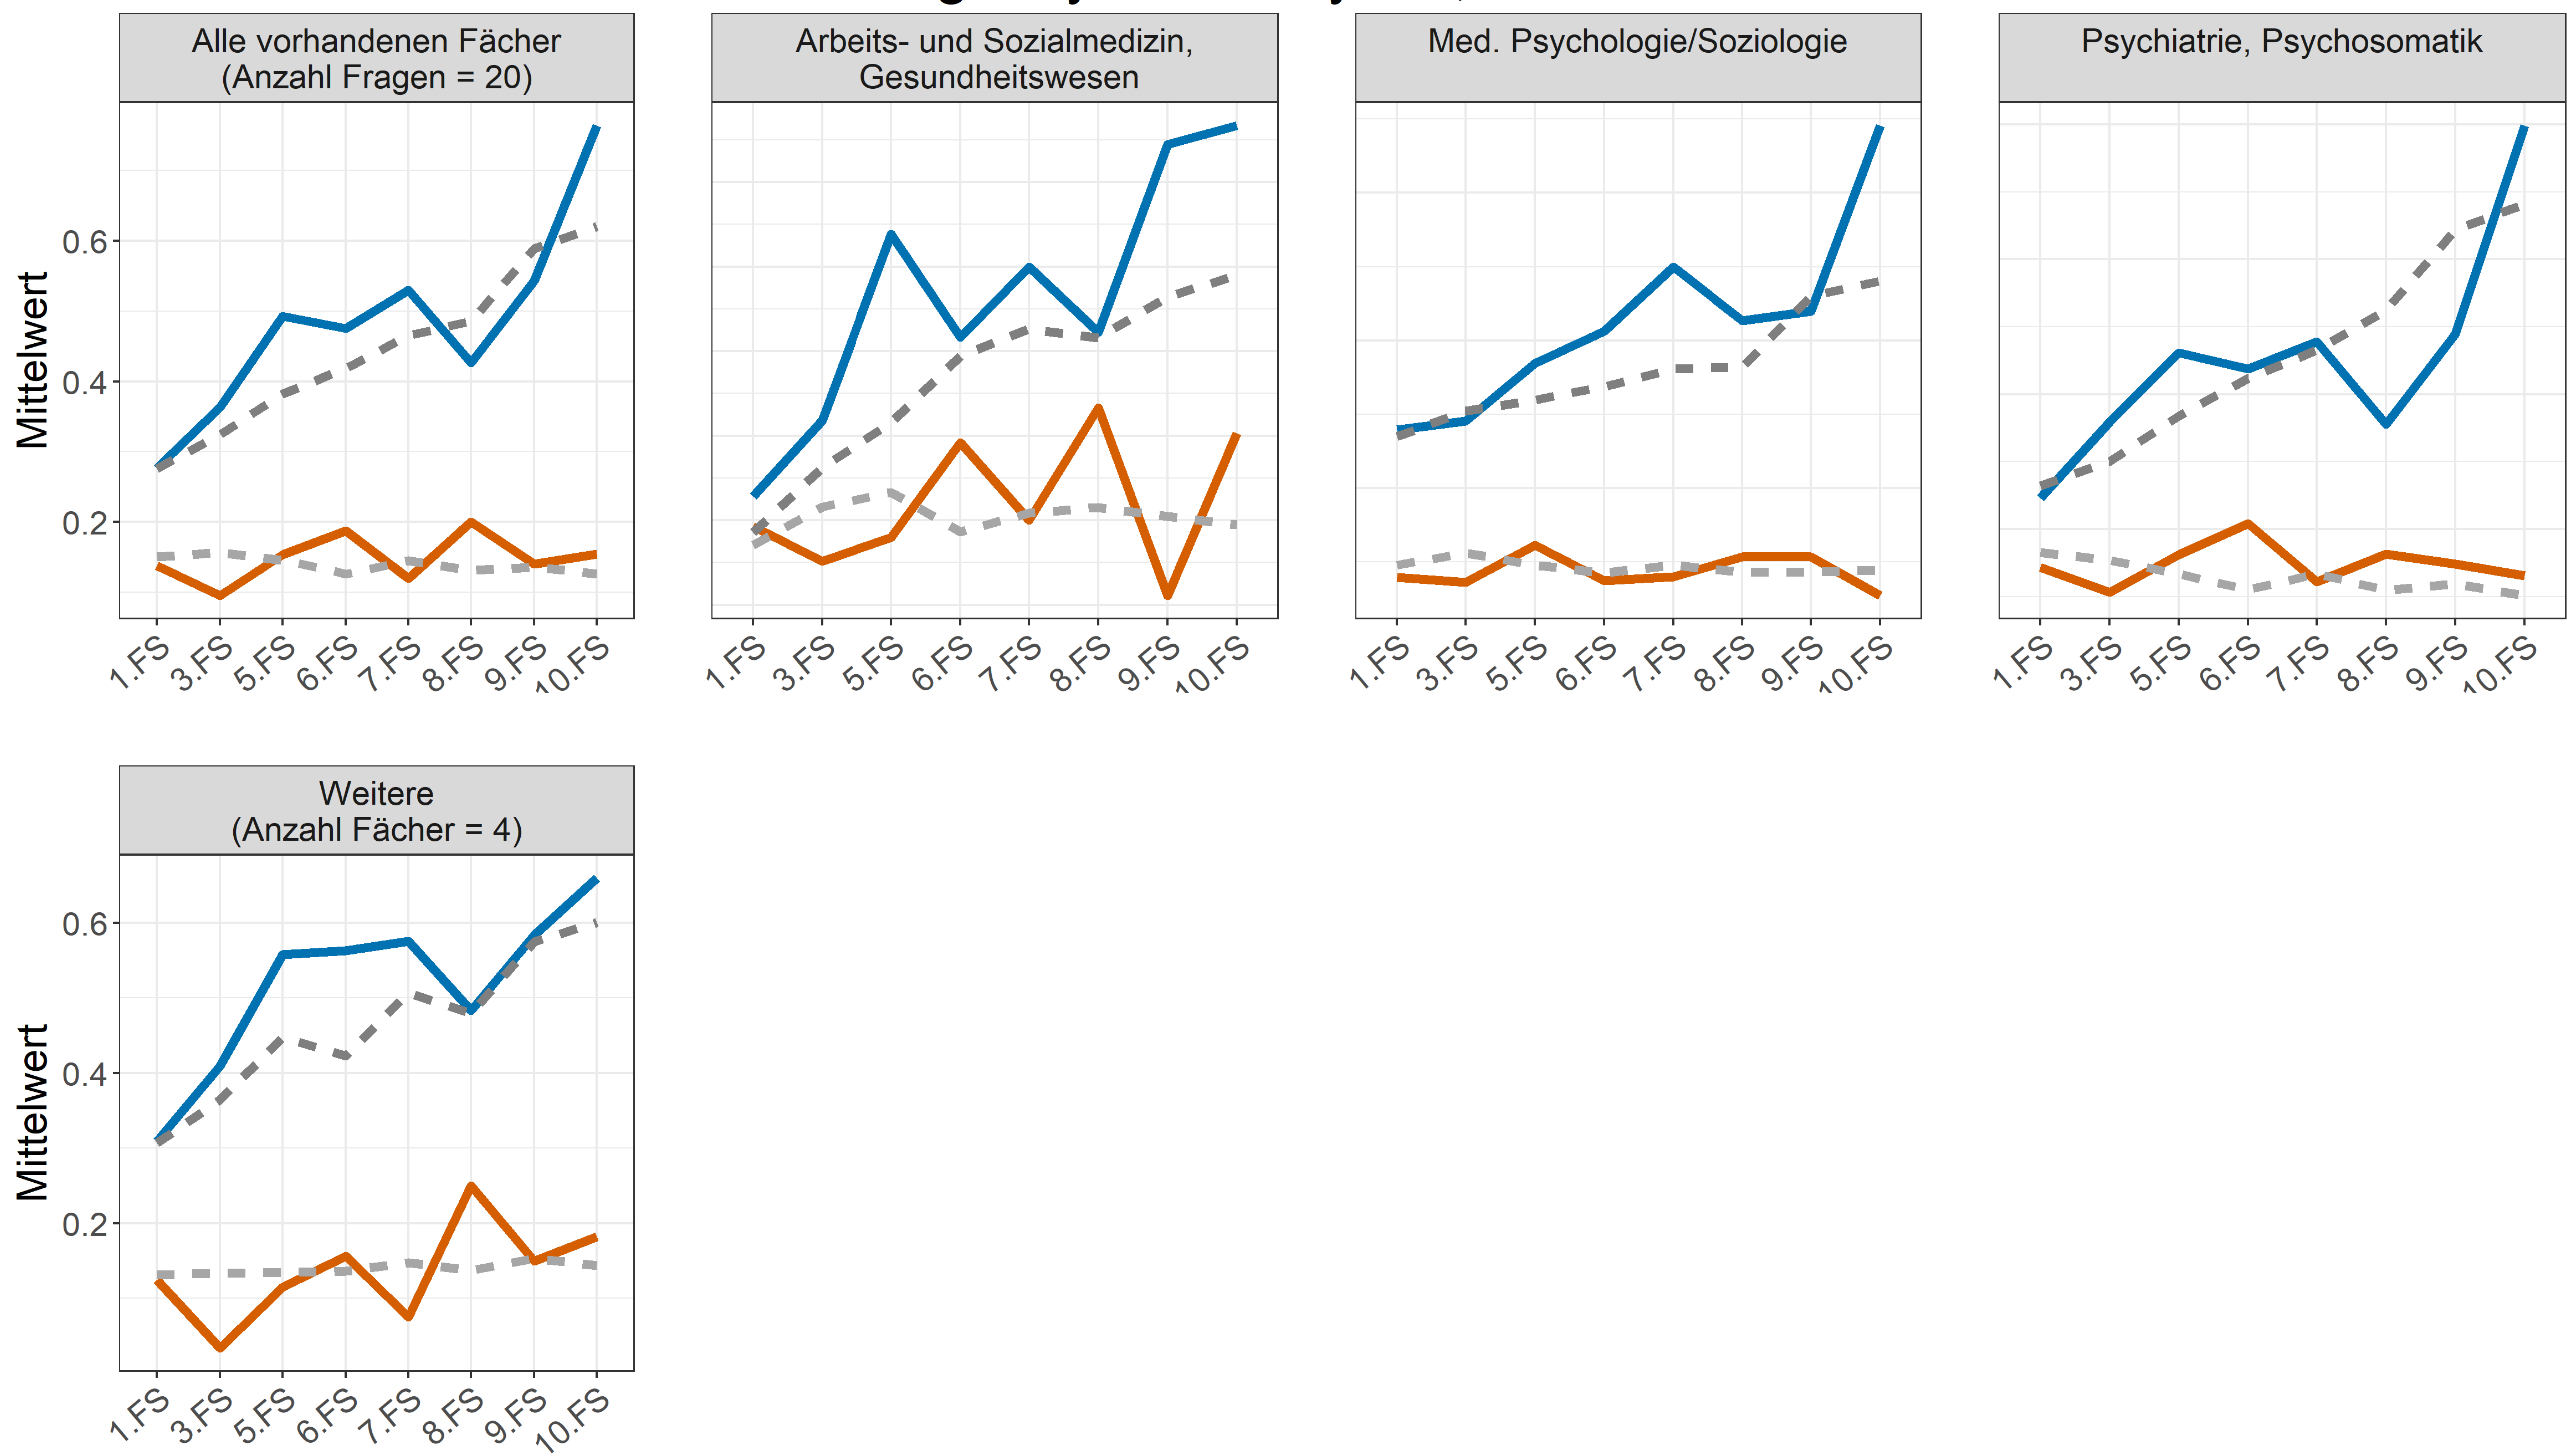 Alle vorhandenen Fächer
(Anzahl Fragen = 20)
Arbeits- und Sozialmedizin,
Gesundheitswesen
Med. Psychologie/Soziologie
Psychiatrie, Psychosomatik
Mittelwert
0.6
0.4
0.2
1.FS 3.FS 5.FS 6.FS 7.FS 8.FS 9.FS 10.FS
1.FS 3.FS 5.FS 6.FS 7.FS 8.FS 9.FS 10.FS
1.FS 3.FS 5.FS 6.FS 7.FS 8.FS 9.FS 10.FS
1.FS 3.FS 5.FS 6.FS 7.FS 8.FS 9.FS 10.FS
Weitere
(Anzahl Fächer = 4)
Mittelwert
0.6
0.4
0.2
1.FS 3.FS 5.FS 6.FS 7.FS 8.FS 9.FS 10.FS